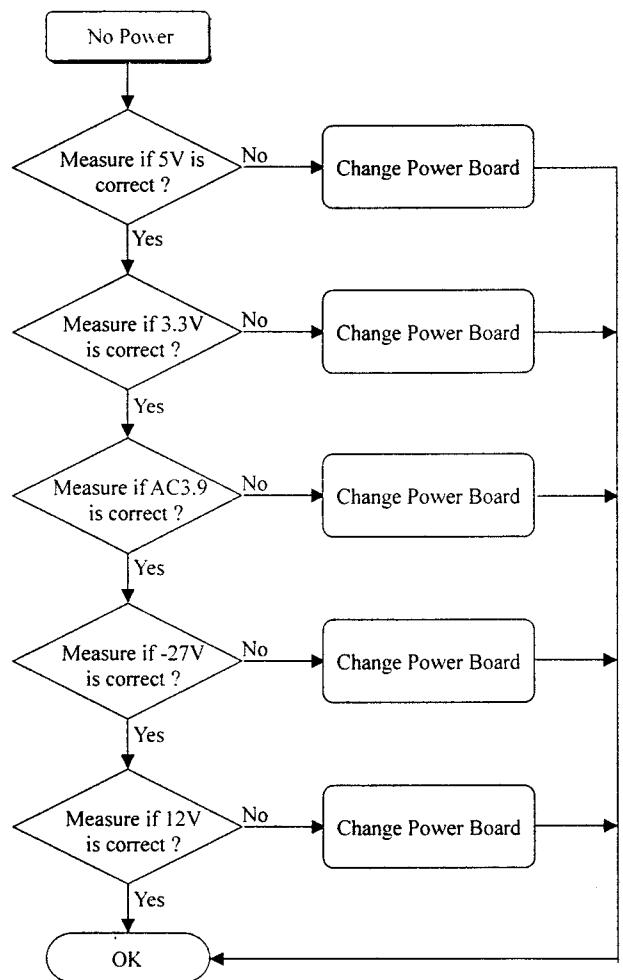 No Power
Measure if 5V is
correct ?
No
Change Power Board
Yes
Measure if 3.3V
is correct ?
No
Change Power Board
Yes
Measure if AC3.9
is correct ?
No
Change Power Board
Yes
Measure if -27V
is correct ?
No
Change Power Board
Yes
Measure if 12V
is correct ?
No
Change Power Board
Yes
OK